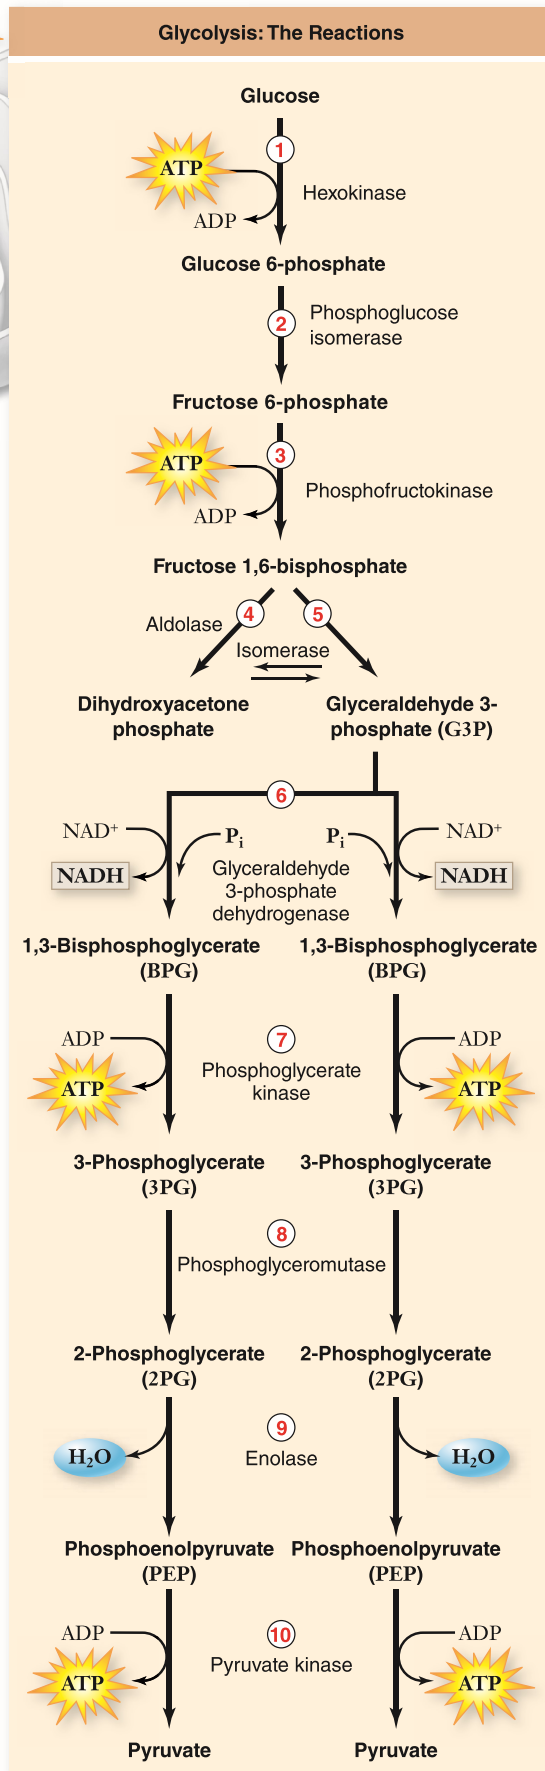 Glycolysis: The Reactions
Glucose
1
ATP
Hexokinase
ADP
Glucose 6-phosphate
2
Phosphoglucose
isomerase
Fructose 6-phosphate
3
ATP
Phosphofructokinase
ADP
Fructose 1,6-bisphosphate
4
5
Aldolase
Isomerase
Dihydroxyacetone
phosphate
Glyceraldehyde 3-
phosphate (G3P)
6
NAD+
Pi
Pi
NAD+
NADH
Glyceraldehyde
3-phosphate
dehydrogenase
NADH
1,3-Bisphosphoglycerate
(BPG)
1,3-Bisphosphoglycerate
(BPG)
ADP
7
ADP
ATP
Phosphoglycerate
kinase
ATP
3-Phosphoglycerate
(3PG)
3-Phosphoglycerate
(3PG)
8
Phosphoglyceromutase
2-Phosphoglycerate
(2PG)
2-Phosphoglycerate
(2PG)
9
H2O
Enolase
H2O
Phosphoenolpyruvate
(PEP)
Phosphoenolpyruvate
(PEP)
ADP
10
ADP
ATP
Pyruvate kinase
ATP
Pyruvate
Pyruvate